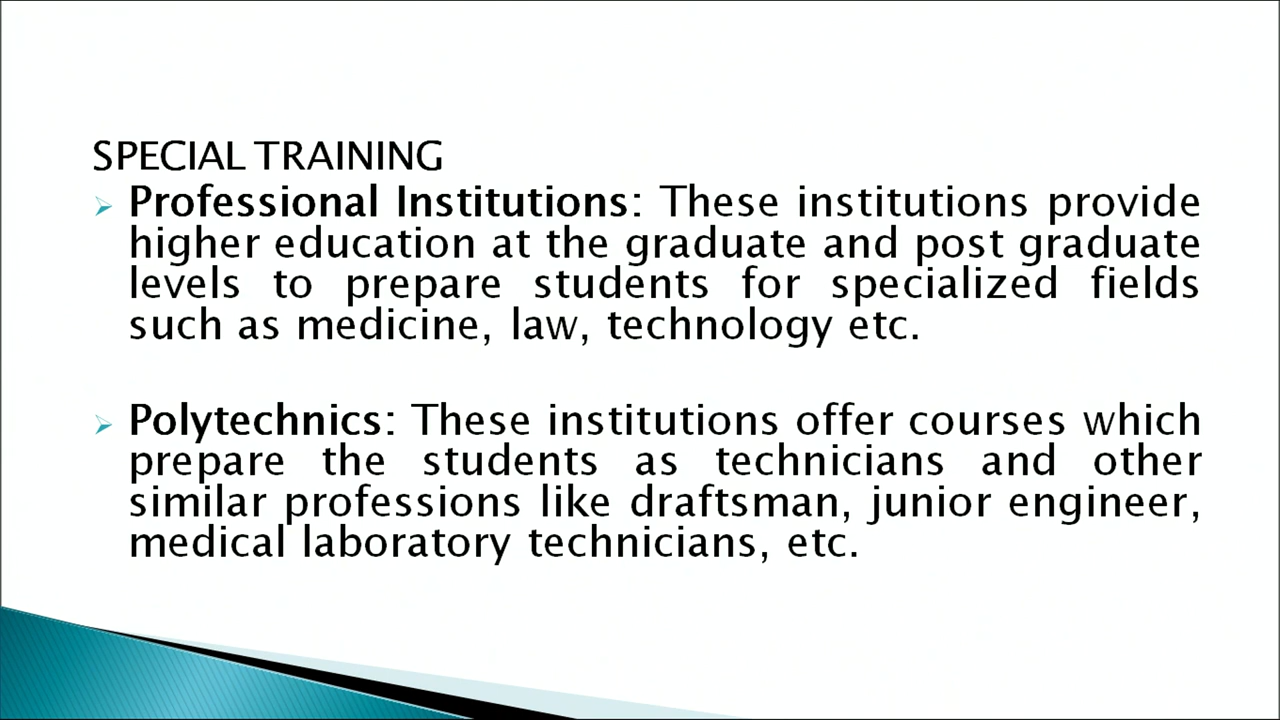 SPECIAL TRAINING
Professional Institutions: These institutions provide
higher education at the graduate and post graduate
levels to prepare students for specialized fields
such as medicine, law, technology etc.
Polytechnics: These institutions offer courses which
prepare the students as technicians and other
similar professions like draftsman, junior engineer,
medical laboratory technicians, etc.